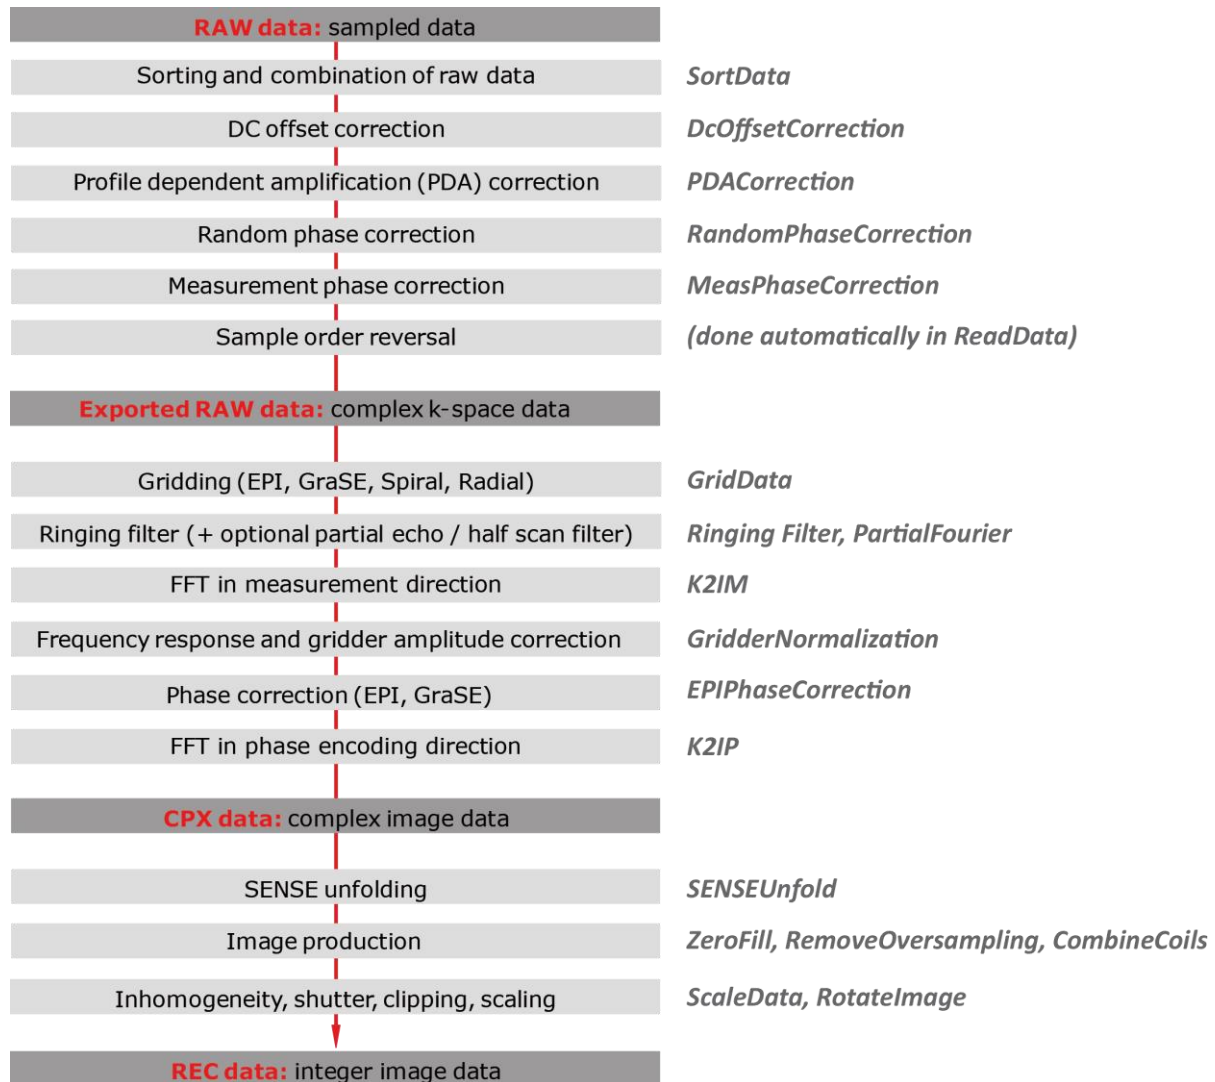 RAW data: sampled data
Sorting and combination of raw data SortData
DC offset correction DcOffsetCorrection
Profile dependent amplification (PDA) correction PDACorrection
Random phase correction RandomPhaseCorrection
Measurement phase correction MeasPhaseCorrection
Sample order reversal (done automatically in ReadData)
Exported RAW data: complex k-space data
Gridding (EPI, GraSE, Spiral, Radial) GridData
Ringing filter (+ optional partial echo / half scan filter) Ringing Filter, PartialFourier
FFT in measurement direction K2IM
Frequency response and gridder amplitude correction GridderNormalization
Phase correction (EPI, GraSE) EPIPhaseCorrection
FFT in phase encoding direction K2IP
CPX data: complex image data
SENSE unfolding SENSEUnfold
Image production ZeroFill, RemoveOversampling, CombineCoils
Inhomogeneity, shutter, clipping, scaling ScaleData, RotateImage
REC data: integer image data